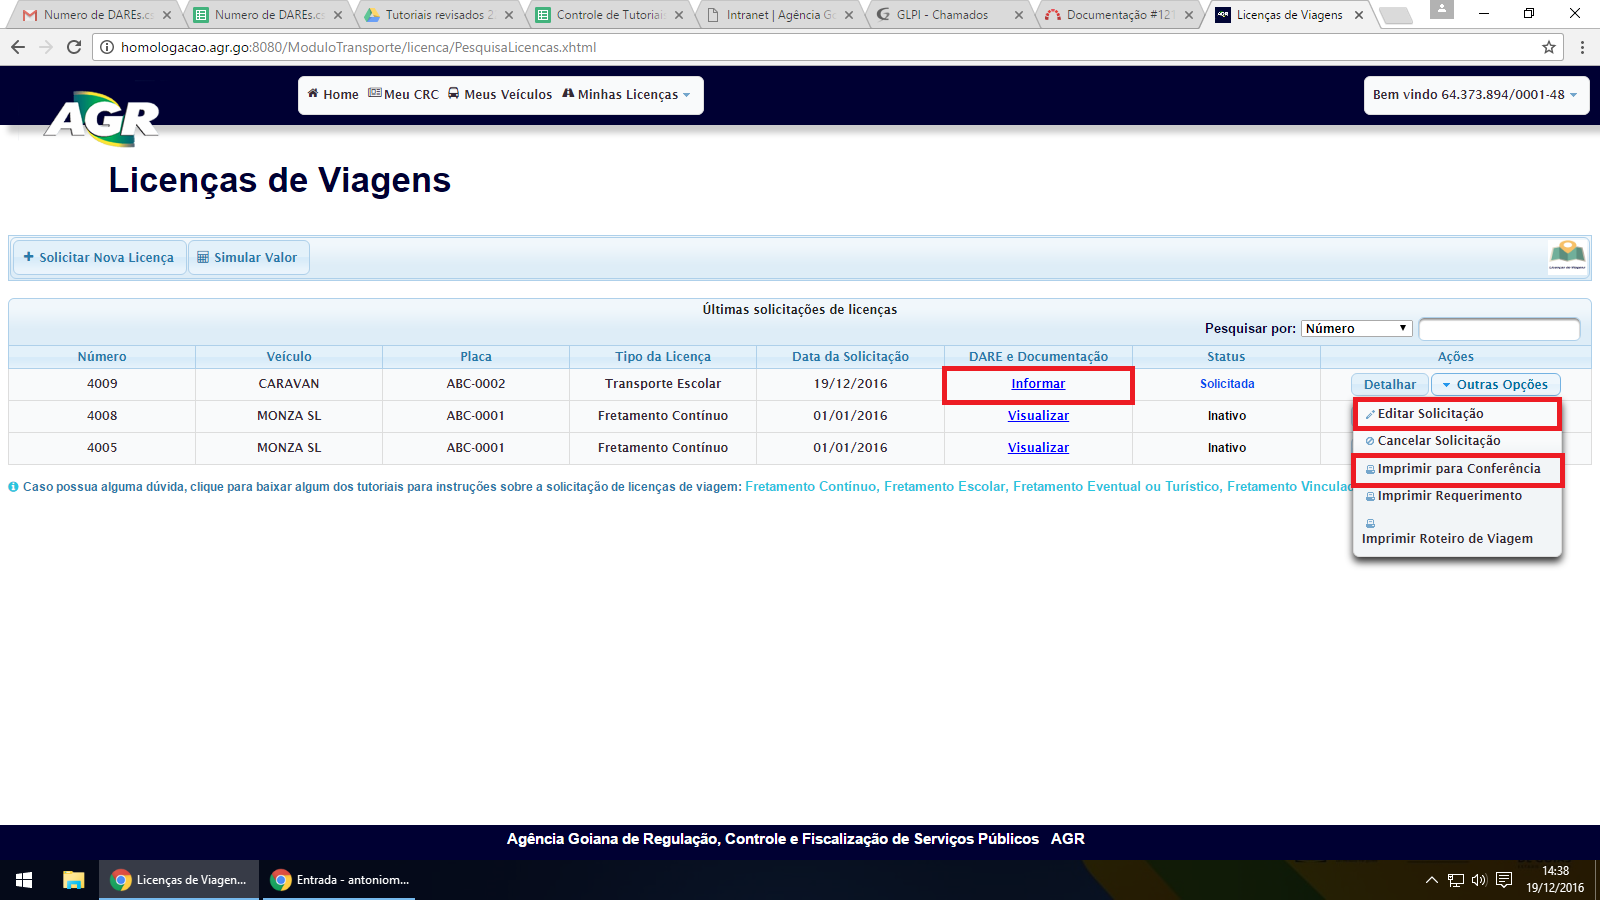 Numero de DAREs.cs
Numero de DAREs.cs
Tutoriais revisados 2
Controle de Tutoriai
Intranet | Agência Go
GLPI - Chamados
Documentação #121
Licenças de Viagens
homologacao.agr.go:8080/ModuloTransporte/licenca/PesquisaLicencas.xhtml
AGR
Home Meu CRC Meus Veículos Minhas Licenças
Bem vindo 64.373.894/0001-48
Licenças de Viagens
Solicitar Nova Licença
Simular Valor
Últimas solicitações de licenças
Pesquisar por: Número
Número Veículo Placa Tipo da Licença Data da Solicitação DARE e Documentação Status Ações
4009 CARAVAN ABC-0002 Transporte Escolar 19/12/2016 Informar Solicitada Detalhar Outras Opções
4008 MONZA SL ABC-0001 Fretamento Contínuo 01/01/2016 Visualizar Inativo
4005 MONZA SL ABC-0001 Fretamento Contínuo 01/01/2016 Visualizar Inativo
Editar Solicitação
Cancelar Solicitação
Imprimir para Conferência
Imprimir Requerimento
Imprimir Roteiro de Viagem
Caso possua alguma dúvida, clique para baixar algum dos tutoriais para instruções sobre a solicitação de licenças de viagem: Fretamento Continuo, Fretamento Escolar, Fretamento Eventual ou Turístico, Fretamento Vinculad
Agência Goiana de Regulação, Controle e Fiscalização de Serviços Públicos AGR
Licenças de Viagen...
Entrada - antoniom...
14:38
19/12/2016